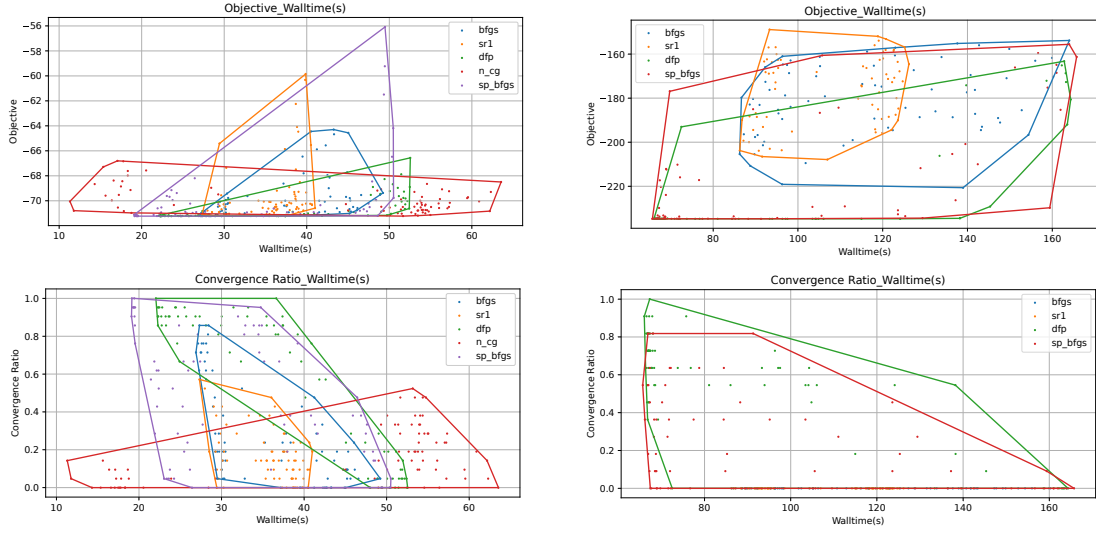 Objective_Walltime(s)
−56
−58
−60
−62
−64
−66
−68
−70
Objective
10
20
30
40
50
60
Walltime(s)
bfgs
sr1
dfp
n_cg
sp_bfgs
Objective_Walltime(s)
−160
−180
−200
−220
Objective
80
100
120
140
160
Walltime(s)
bfgs
sr1
dfp
sp_bfgs
Convergence Ratio_Walltime(s)
1.0
0.8
0.6
0.4
0.2
0.0
Convergence Ratio
10
20
30
40
50
60
Walltime(s)
bfgs
sr1
dfp
n_cg
sp_bfgs
Convergence Ratio_Walltime(s)
1.0
0.8
0.6
0.4
0.2
0.0
Convergence Ratio
80
100
120
140
160
Walltime(s)
bfgs
sr1
dfp
sp_bfgs